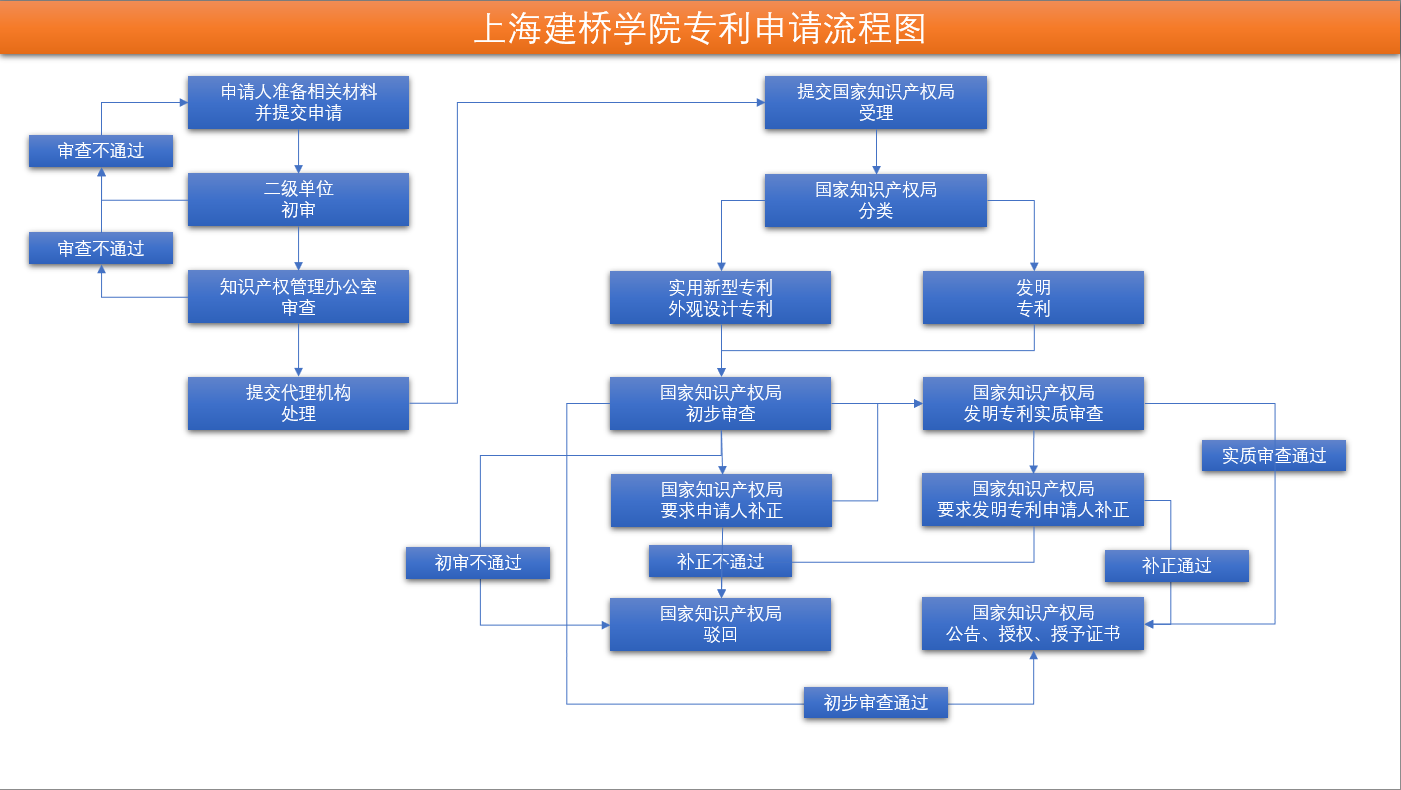 上海建桥学院专利申请流程图
申请人准备相关材料
并提交申请
审查不通过
二级单位
初审
审查不通过
知识产权管理办公室
审查
提交代理机构
处理
提交国家知识产权局
受理
国家知识产权局
分类
实用新型专利
外观设计专利
发明
专利
国家知识产权局
初步审查
国家知识产权局
发明专利实质审查
实质审查通过
国家知识产权局
要求申请人补正
国家知识产权局
要求发明专利申请人补正
初审不通过
补正不通过
补正通过
国家知识产权局
驳回
国家知识产权局
公告、授权、授予证书
初步审查通过